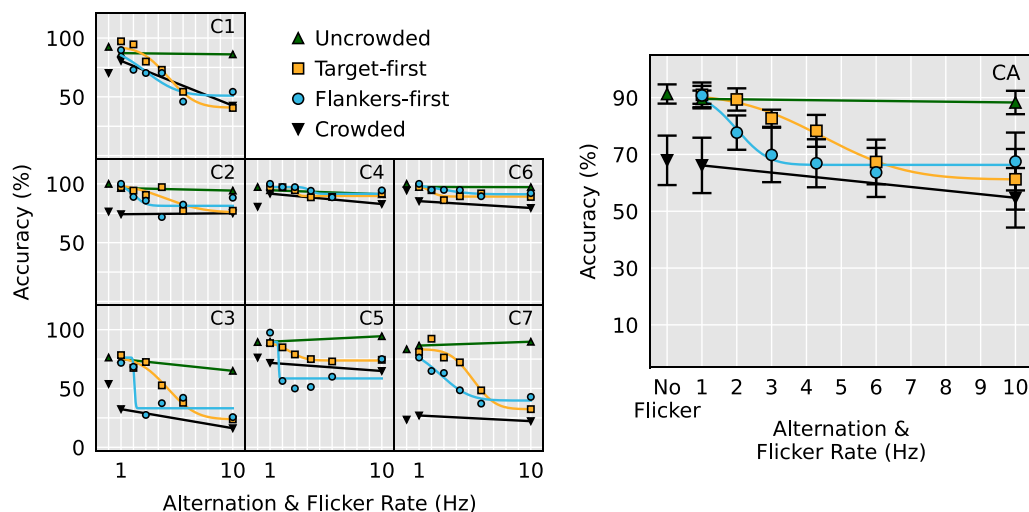 C1
100
50
Uncrowded
Target-first
Flankers-first
Crowded
C2
C4
C6
100
50
Accuracy (%)
C3
C5
C7
100
50
0
1
10
1
10
1
10
Alternation & Flicker Rate (Hz)
CA
90
70
50
30
10
Accuracy (%)
No
Flicker
1
2
3
4
5
6
7
8
9
10
Alternation &
Flicker Rate (Hz)